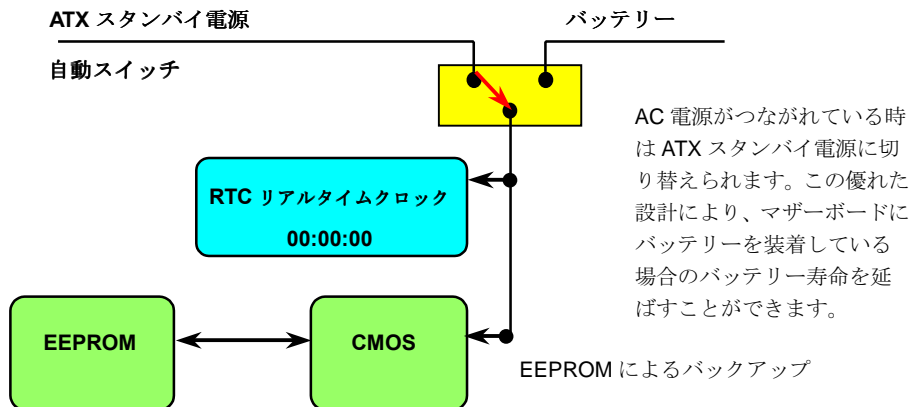 ATX スタンバイ電源
バッテリー
自動スイッチ
AC 電源がつながれている時
は ATX スタンバイ電源に切
り替えられます。この優れた
設計により、マザーボードに
バッテリーを装着している
場合のバッテリー寿命を延
ばすことができます。
RTC リアルタイムクロック
00:00:00
EEPROM
CMOS
EEPROM によるバックアップ